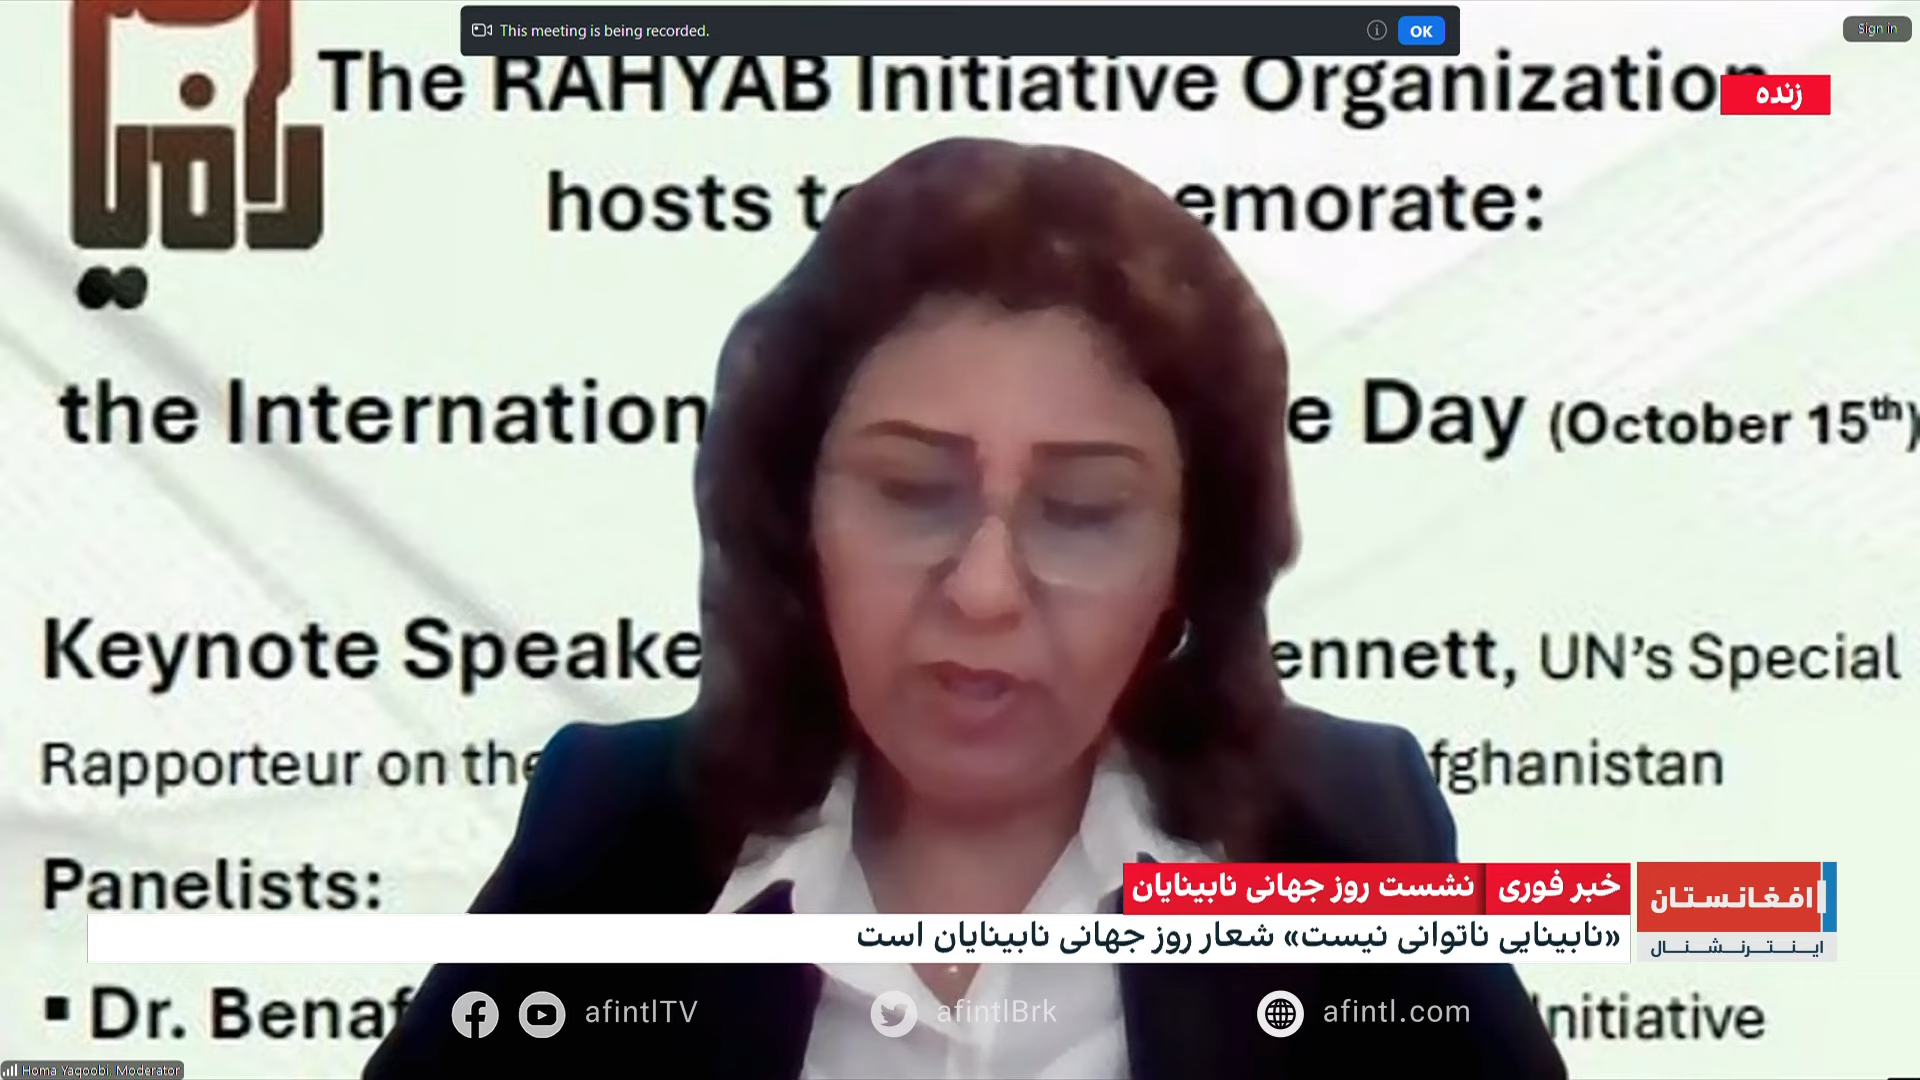 This meeting is being recorded.
OK
Sign in
The RAHYAB Initiative Organizatio
زنده
hosts t emorate:
the Internation e Day (October 15th)
Keynote Speake ennett, UN's Special
Rapporteur on the fghanistan
Panelists:
خبر فوری نشست روز جهانی نابینایان
افغانستان
اینترنشنال
«نابینایی ناتوانی نیست» شعار روز جهانی نابینایان است
▪ Dr. Benaf Initiative
afintlTV afintlBrk afintl.com
Homa Yaqoobi, Moderator